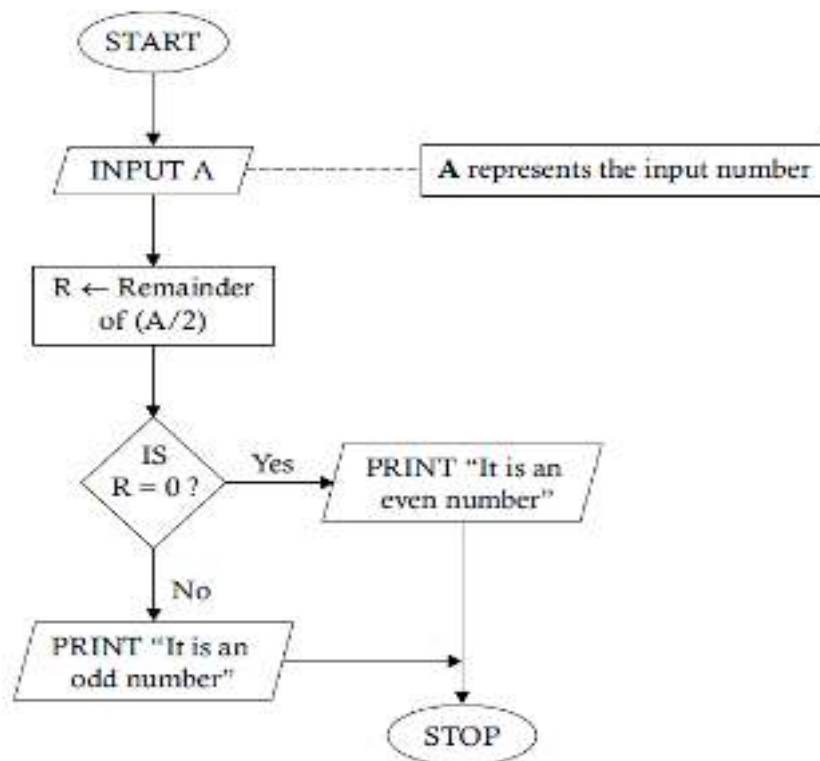 START
INPUT A
A represents the input number
R ← Remainder
of (A/2)
IS
R = 0 ?
Yes
PRINT “It is an
even number”
No
PRINT “It is an
odd number”
STOP